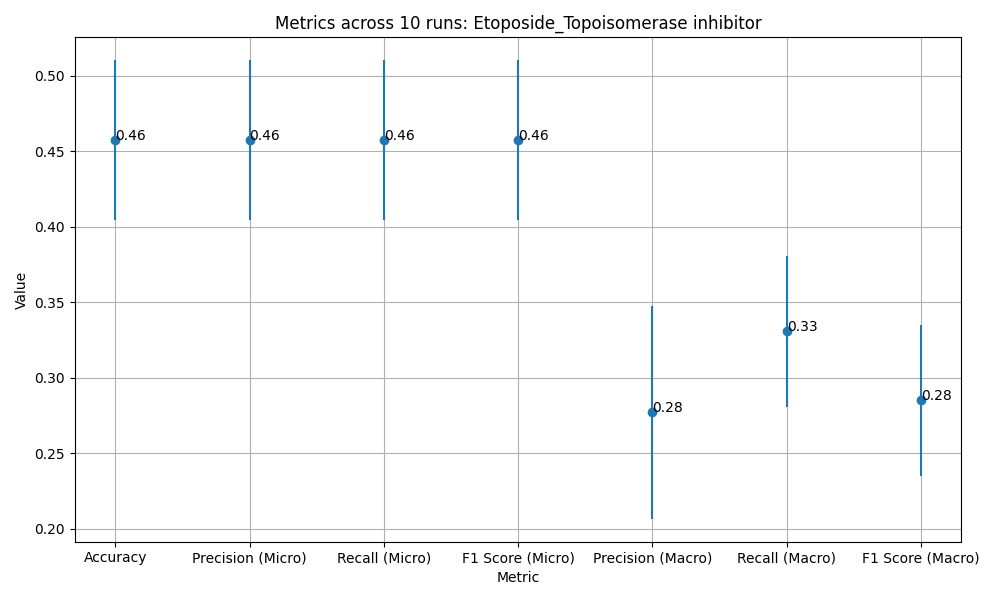 Metrics across 10 runs: Etoposide_Topoisomerase inhibitor
0.50
0.45
0.40
0.35
0.30
0.25
0.20
Value
0.46
0.46
0.46
0.46
0.28
0.33
0.28
Accuracy
Precision (Micro)
Recall (Micro)
F1 Score (Micro)
Precision (Macro)
Recall (Macro)
F1 Score (Macro)
Metric